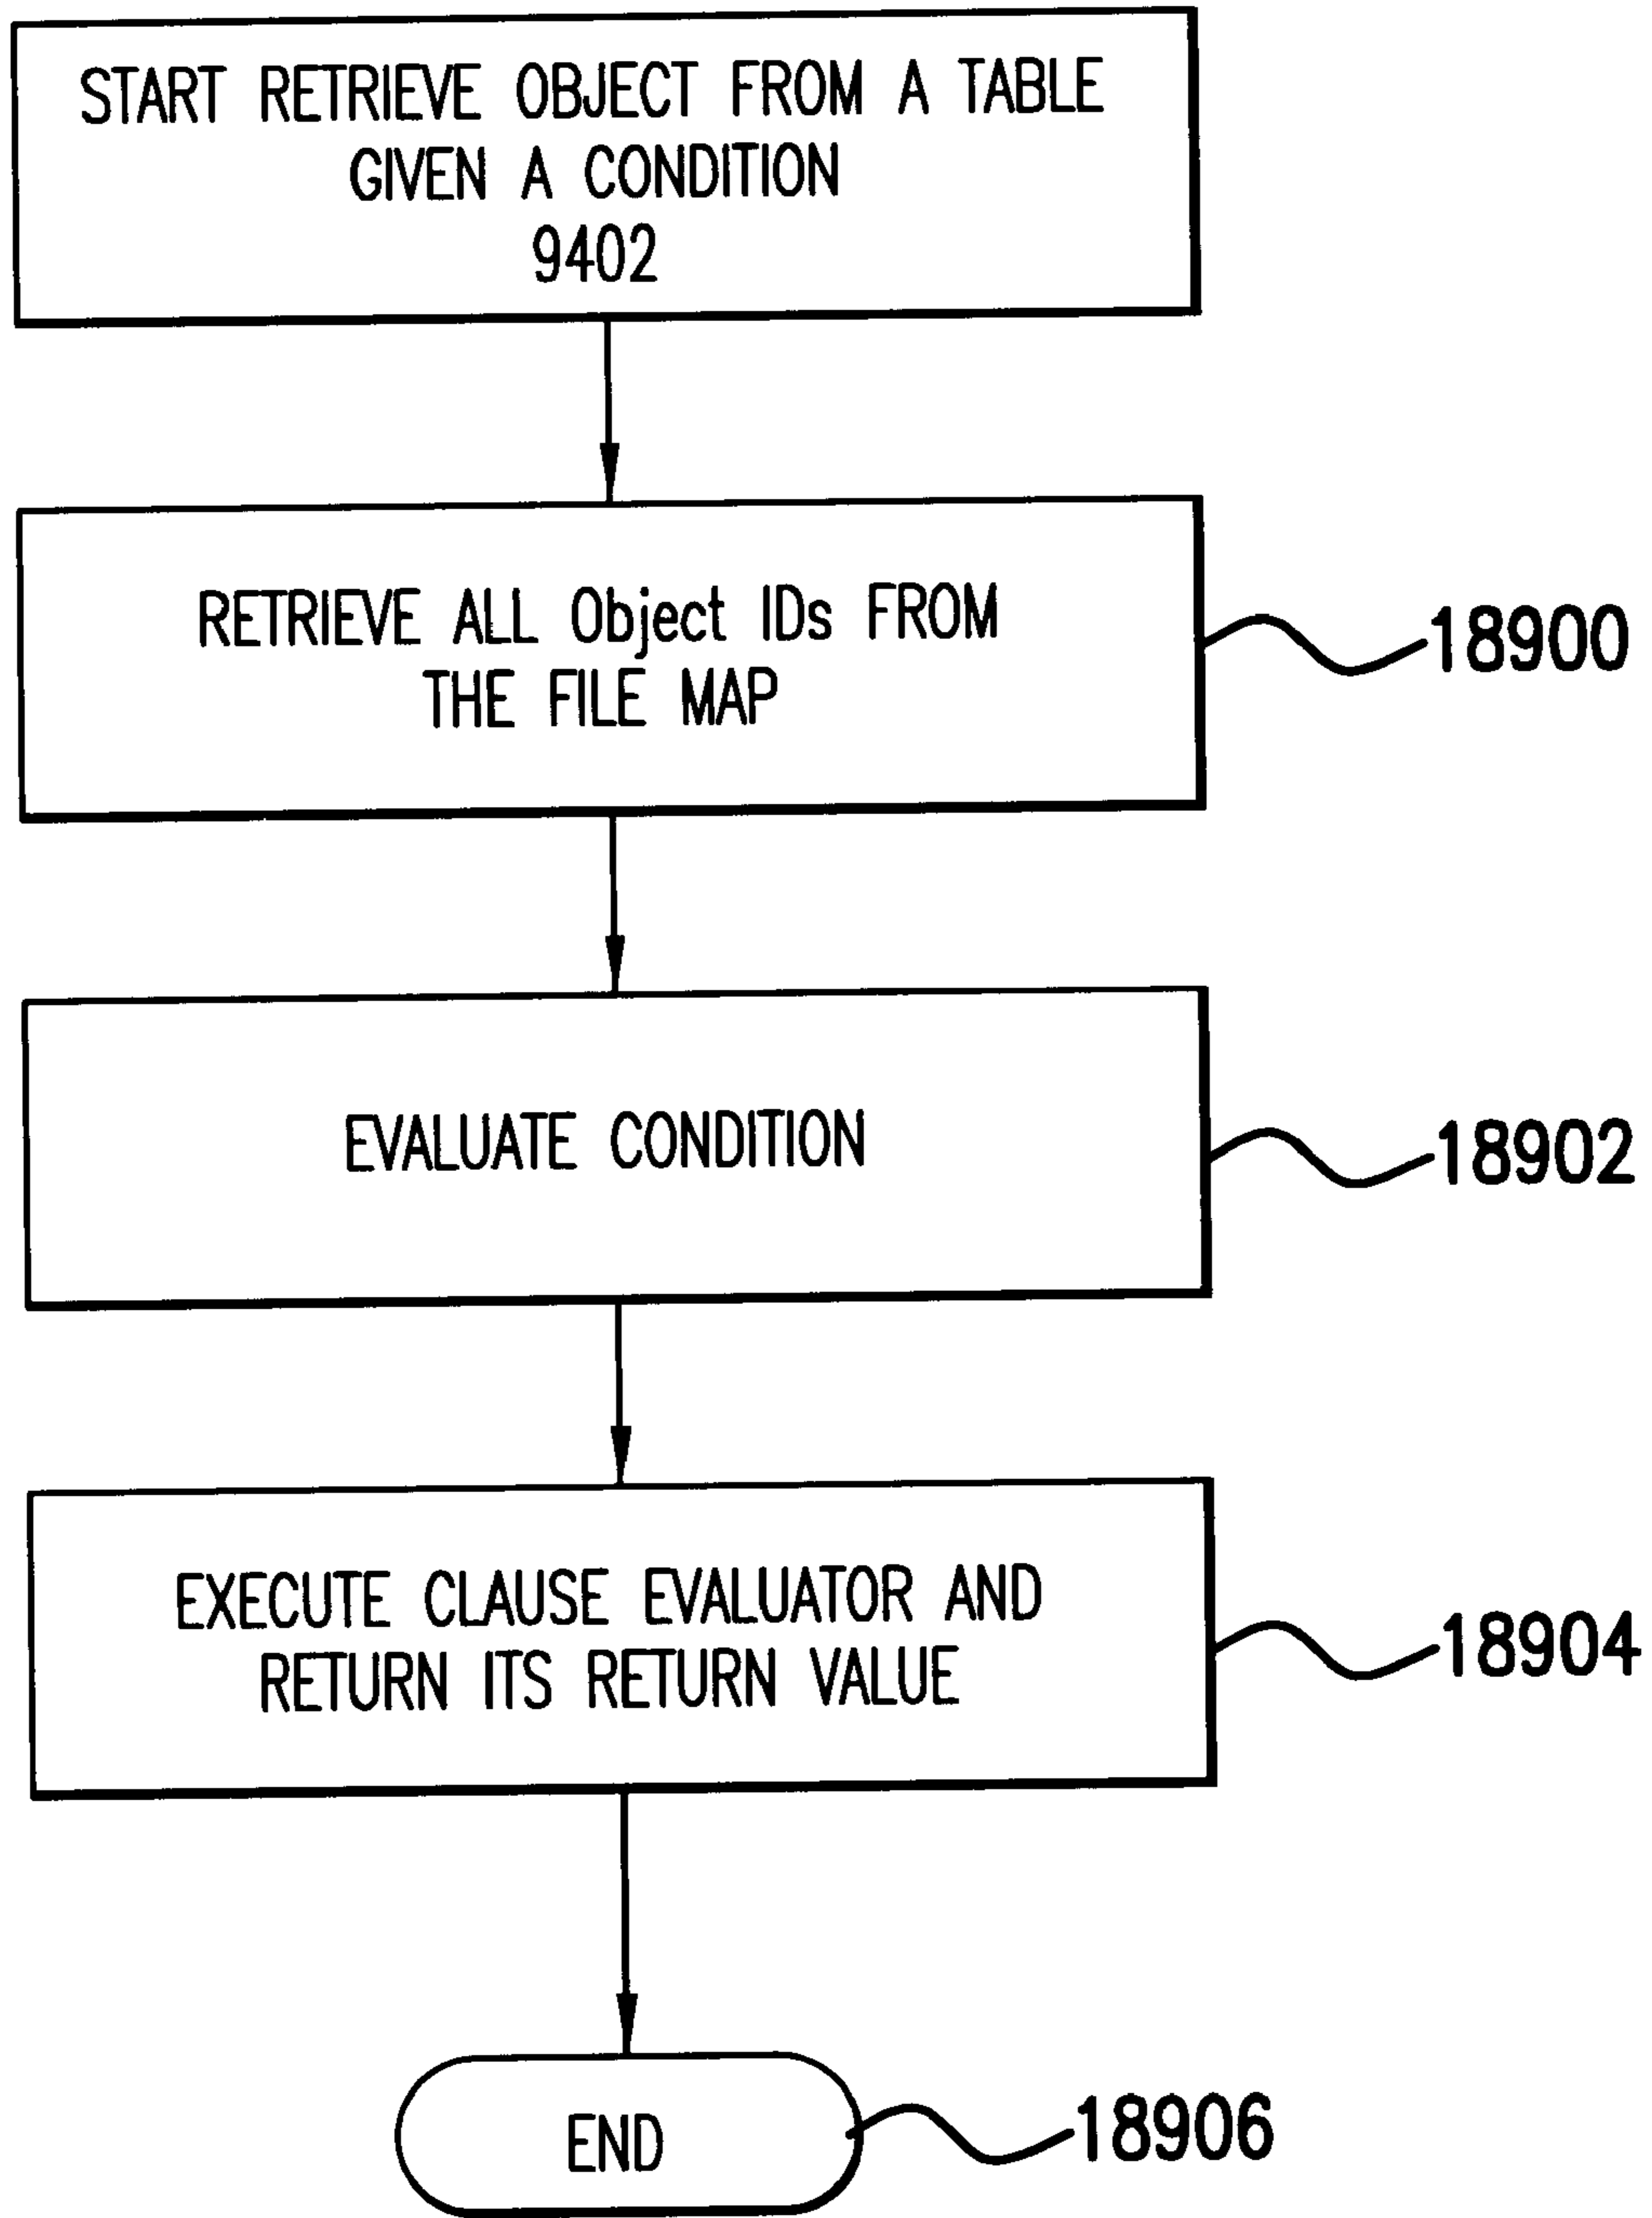 START RETRIEVE OBJECT FROM A TABLE
GIVEN A CONDITION
9402
RETRIEVE ALL Object IDs FROM
THE FILE MAP
18900
EVALUATE CONDITION
18902
EXECUTE CLAUSE EVALUATOR AND
RETURN ITS RETURN VALUE
18904
END
18906